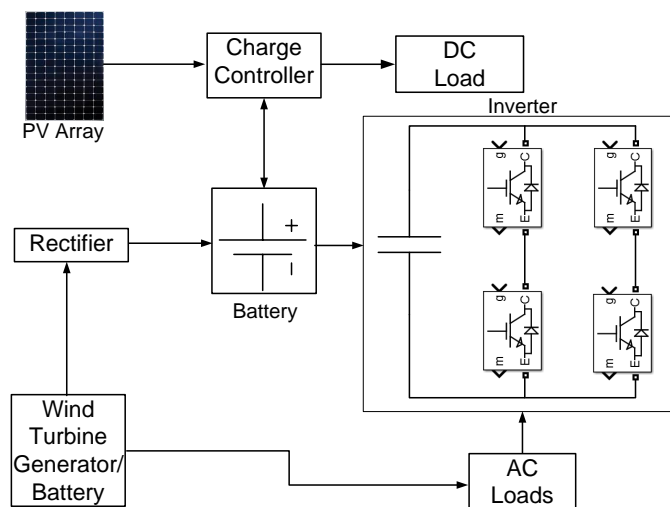 PV Array
Charge
Controller
DC
Load
Inverter
g
C
m
E
g
C
m
E
Rectifier
+
−
Battery
g
C
m
E
g
C
m
E
Wind
Turbine
Generator/
Battery
AC
Loads